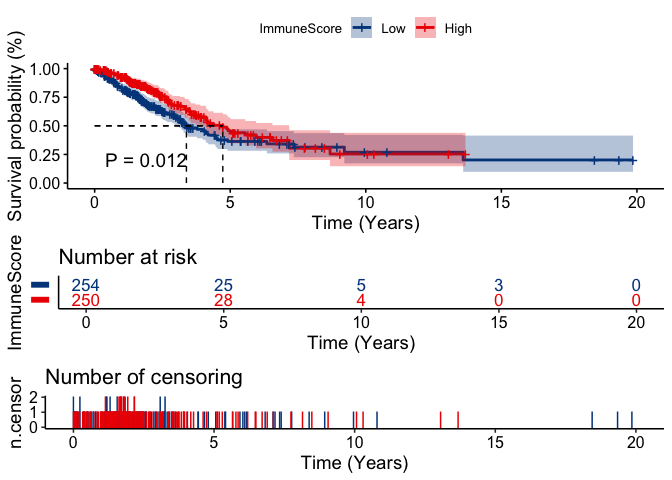 ImmuneScore Low High
Survival probability (%)
1.00
0.75
0.50
0.25
0.00
P = 0.012
0 5 10 15 20
Time (Years)
Number at risk
ImmuneScore
254 25 5 3 0
250 28 4 0 0
0 5 10 15 20
Time (Years)
Number of censoring
n.censor
2
1
0
0 5 10 15 20
Time (Years)